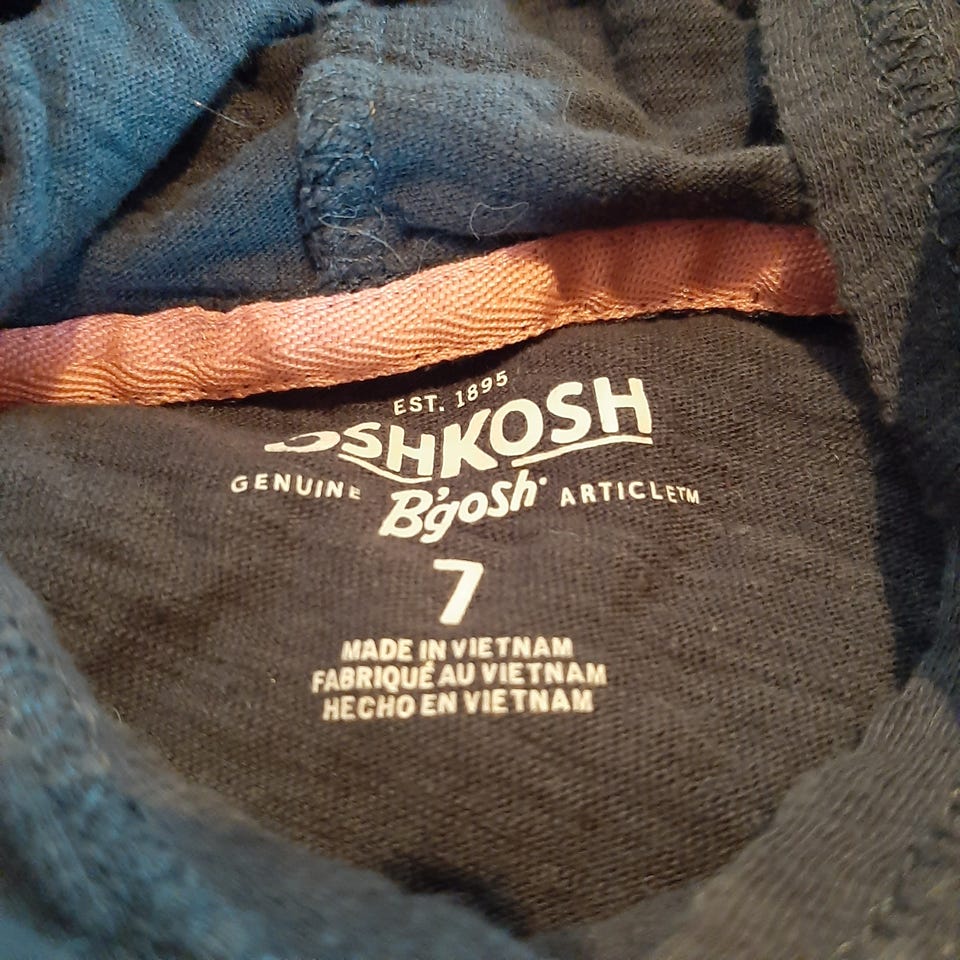 EST. 1895
OSHKOSH
GENUINE B'gosh ARTICLE™
7
MADE IN VIETNAM
FABRIQUÉ AU VIETNAM
HECHO EN VIETNAM